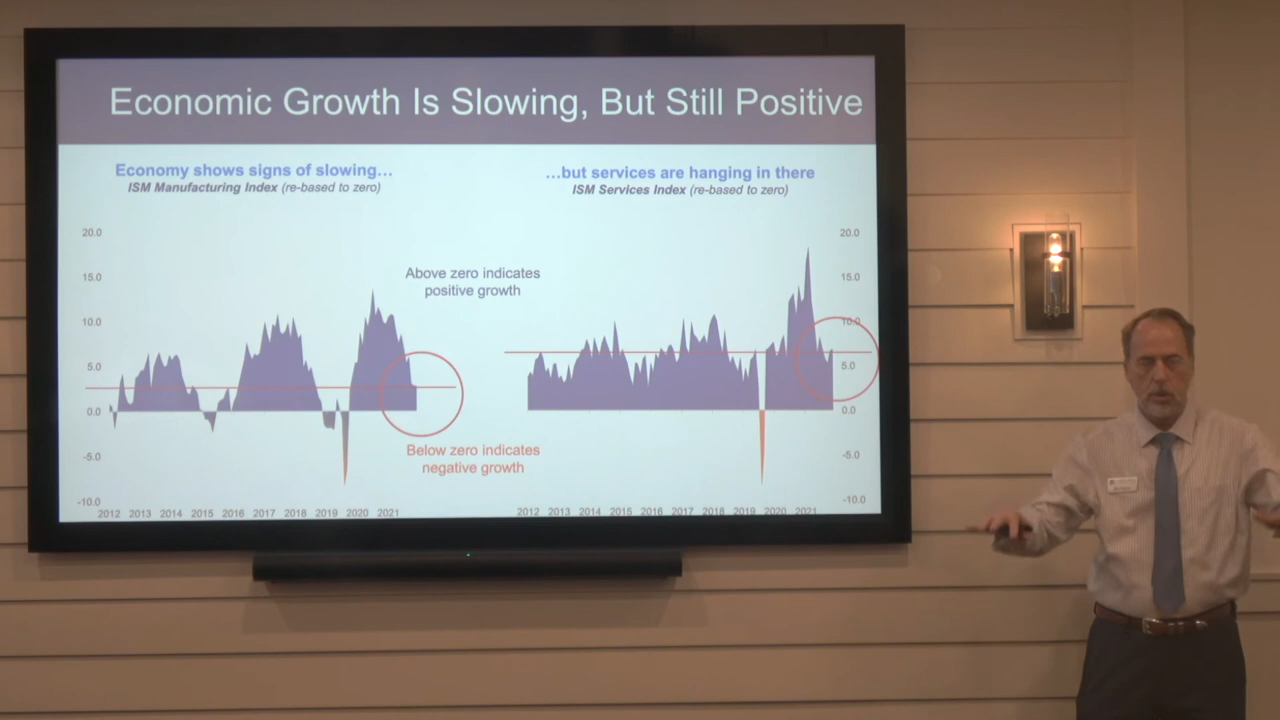 Economic Growth Is Slowing, But Still Positive
Economy shows signs of slowing…
ISM Manufacturing Index (re-based to zero)
20.0
15.0
10.0
5.0
0.0
-5.0
-10.0
2012 2013 2014 2015 2016 2017 2018 2019 2020 2021
Above zero indicates
positive growth
Below zero indicates
negative growth
…but services are hanging in there
ISM Services Index (re-based to zero)
20.0
15.0
10.0
5.0
0.0
-5.0
-10.0
2012 2013 2014 2015 2016 2017 2018 2019 2020 2021